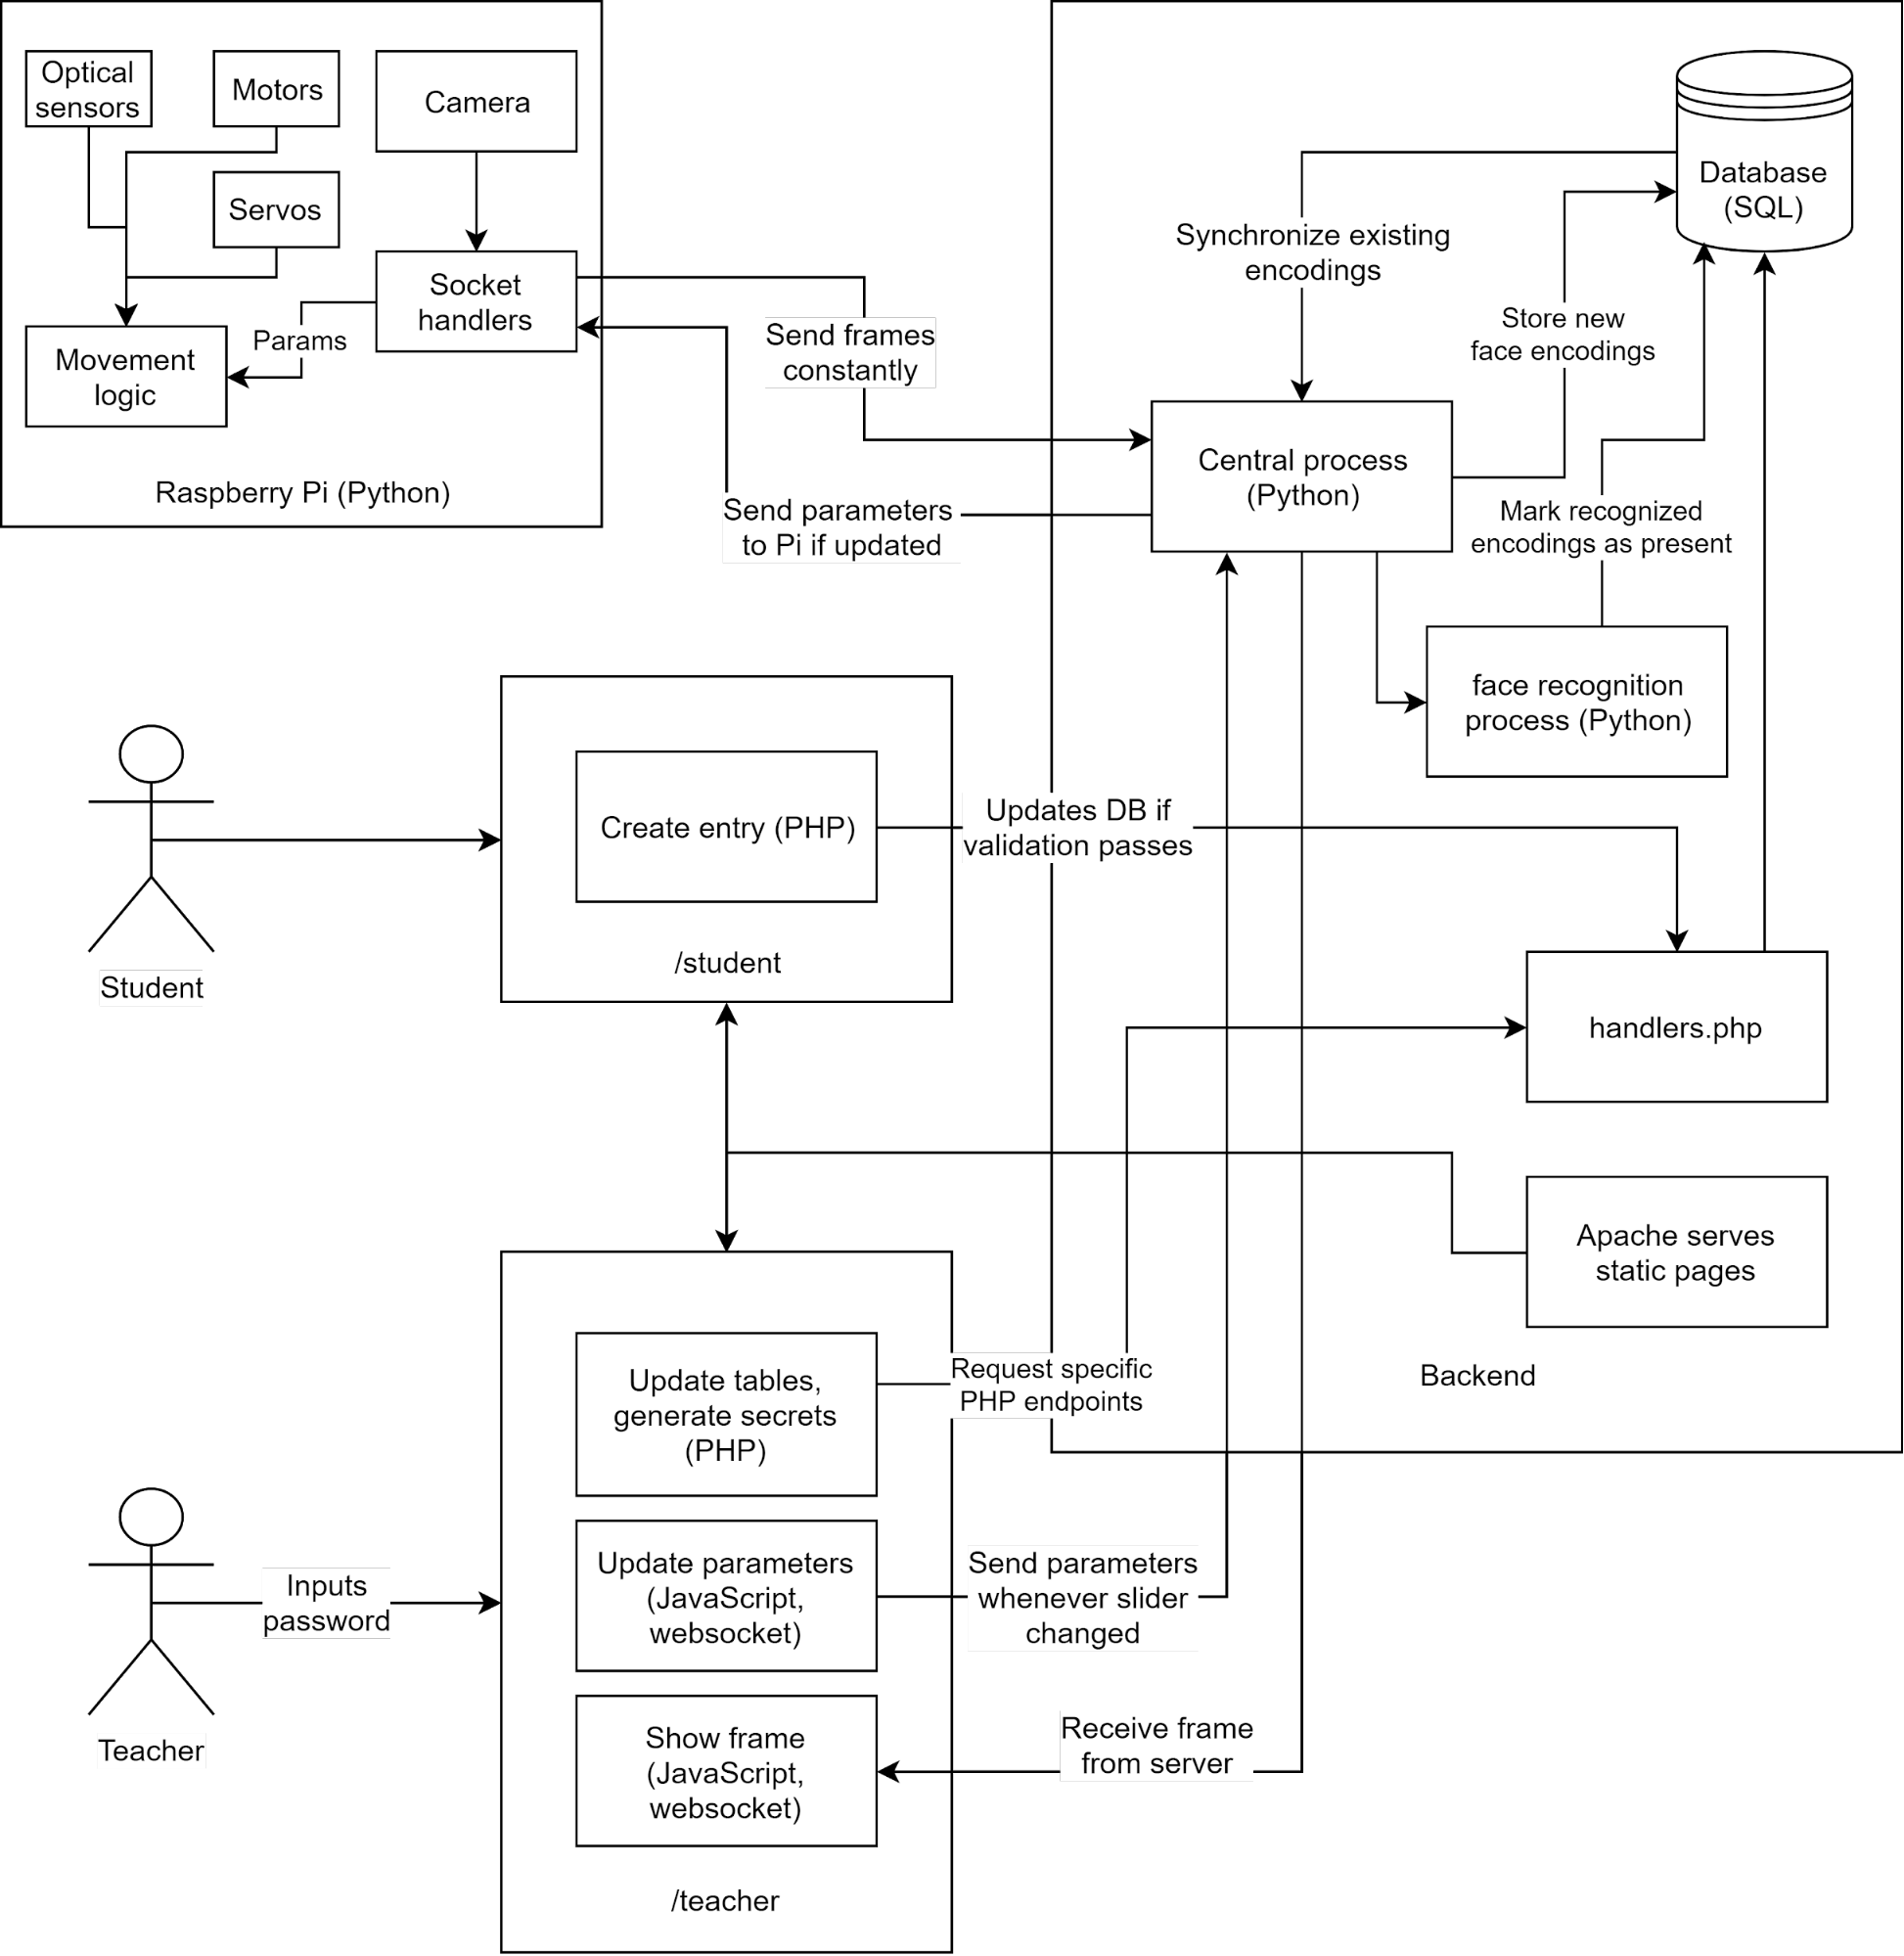 Optical
sensors
Motors
Camera
Servos
Socket
handlers
Params
Movement
logic
Raspberry Pi (Python)
Send frames
constantly
Send parameters
to Pi if updated
Database
(SQL)
Synchronize existing
encodings
Store new
face encodings
Central process
(Python)
Mark recognized
encodings as present
face recognition
process (Python)
Student
Create entry (PHP)
/student
Updates DB if
validation passes
handlers.php
Apache serves
static pages
Backend
Request specific
PHP endpoints
Update tables,
generate secrets
(PHP)
Teacher
Inputs
password
Update parameters
(JavaScript,
websocket)
Send parameters
whenever slider
changed
Show frame
(JavaScript,
websocket)
Receive frame
from server
/teacher